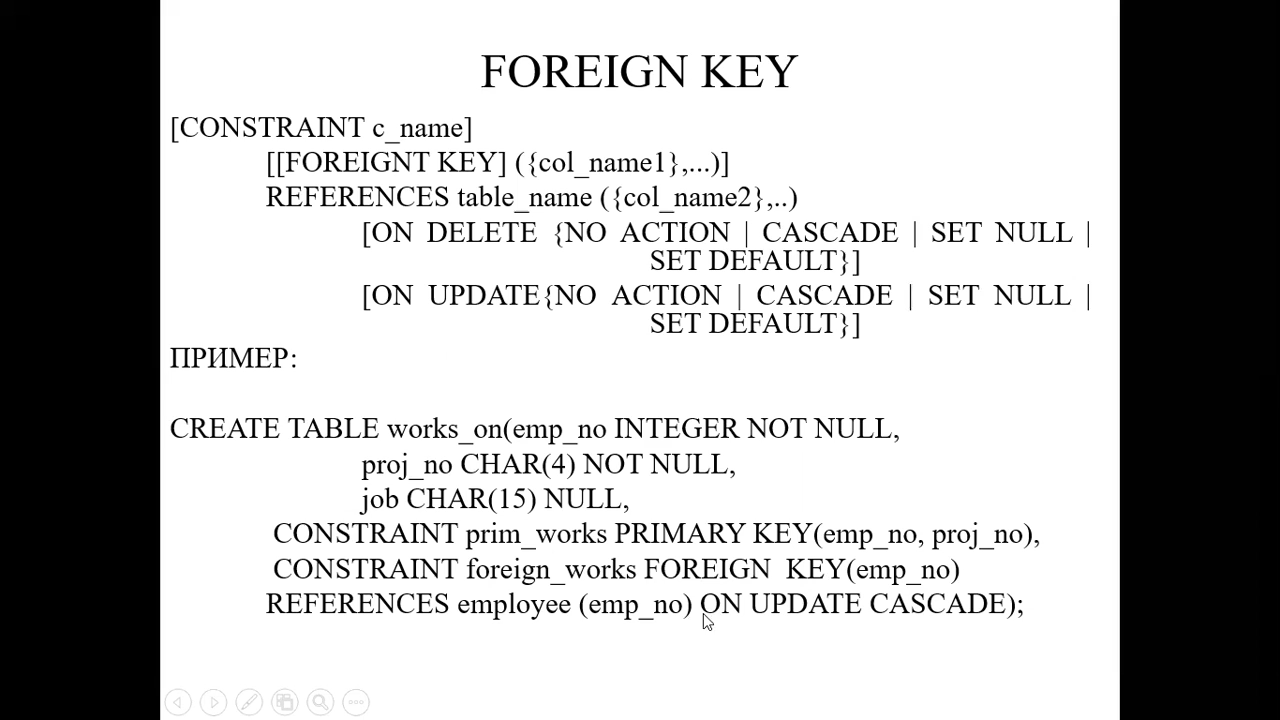 FOREIGN KEY
[CONSTRAINT c_name]
[[FOREIGNT KEY] ({col_name1},...)]
REFERENCES table_name ({col_name2},..)
[ON DELETE {NO ACTION | CASCADE | SET NULL |
SET DEFAULT}]
[ON UPDATE{NO ACTION | CASCADE | SET NULL |
SET DEFAULT}]
ПРИМЕР:
CREATE TABLE works_on(emp_no INTEGER NOT NULL,
proj_no CHAR(4) NOT NULL,
job CHAR(15) NULL,
CONSTRAINT prim_works PRIMARY KEY(emp_no, proj_no),
CONSTRAINT foreign_works FOREIGN KEY(emp_no)
REFERENCES employee (emp_no) ON UPDATE CASCADE);